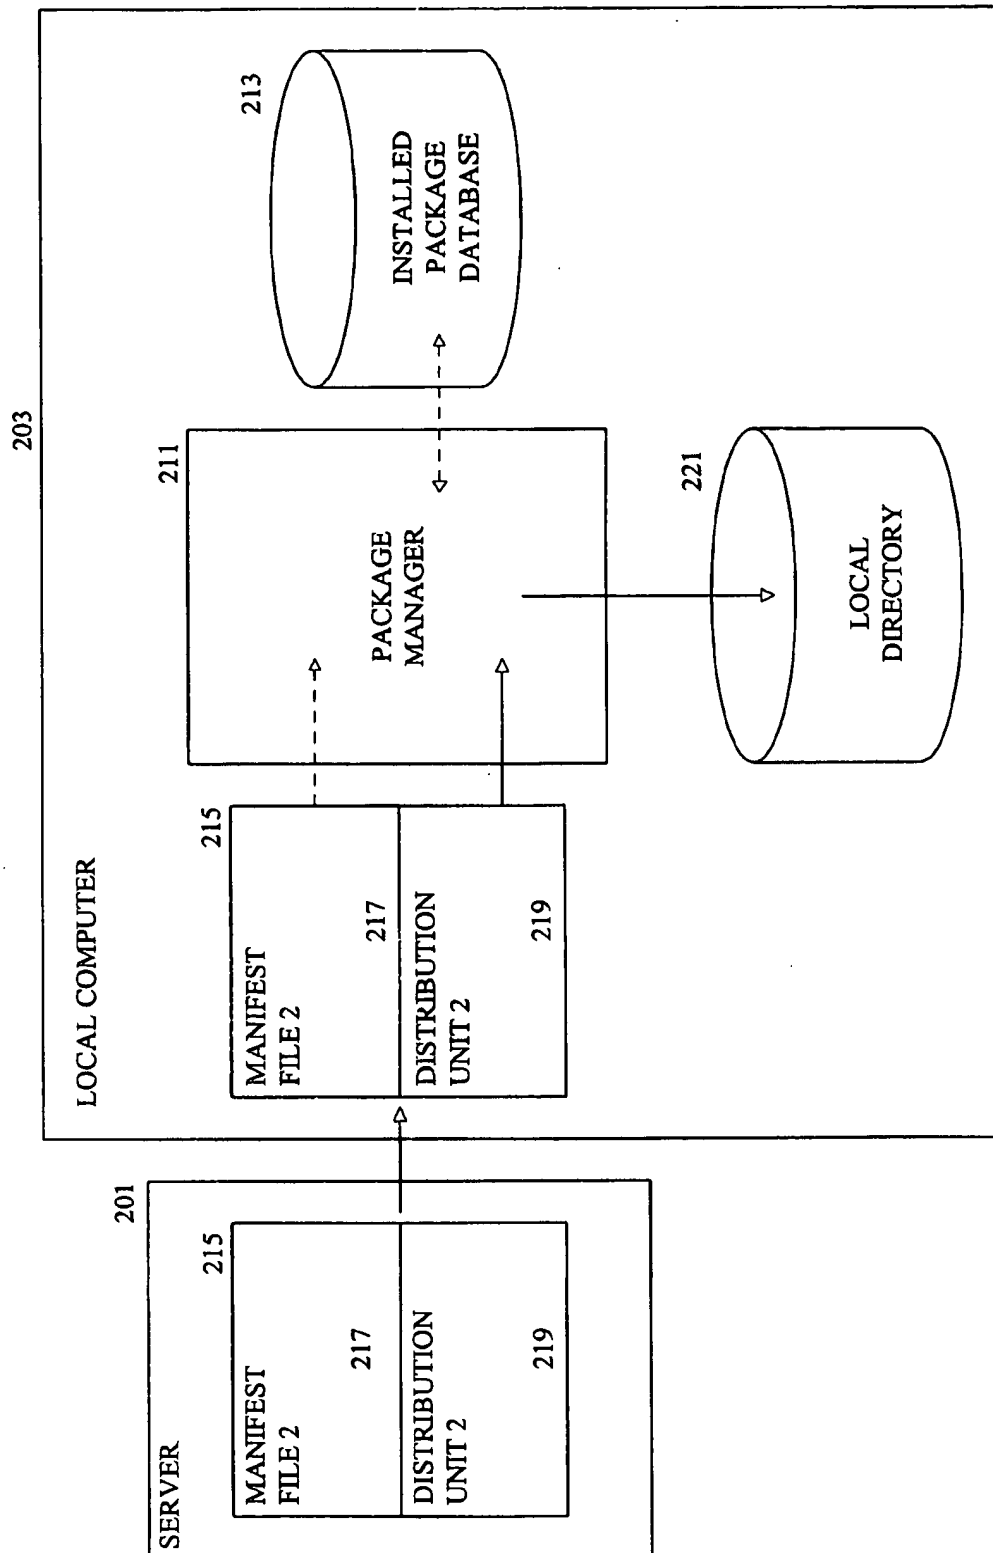 SERVER
201
215
MANIFEST
FILE 2
217
DISTRIBUTION
UNIT 2
219
203
LOCAL COMPUTER
215
MANIFEST
FILE 2
217
DISTRIBUTION
UNIT 2
219
211
PACKAGE
MANAGER
213
INSTALLED
PACKAGE
DATABASE
221
LOCAL
DIRECTORY